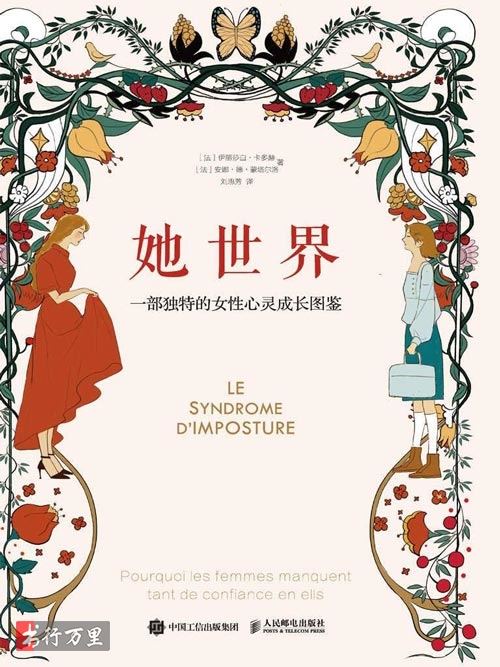 [法]伊丽莎白·卡多赫
[法]安娜·德·蒙塔尔洛 著
刘宇芳 译
她世界
一部独特的女性心灵成长图鉴
LE
SYNDROME
D'IMPOSTURE
Pourquoi les femmes manquent
tant de confiance en ells
中国工信出版集团 人民邮电出版社
POSTS & TELECOM PRESS
书行万里